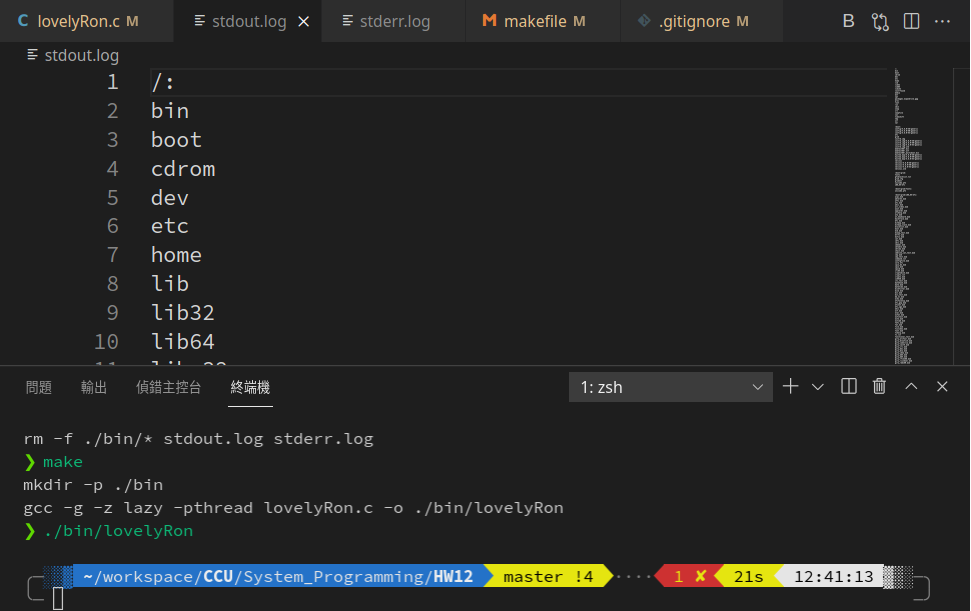 C lovelyRon.c M stdout.log stderr.log M makefile M .gitignore M B
stdout.log
1 /:
2 bin
3 boot
4 cdrom
5 dev
6 etc
7 home
8 lib
9 lib32
10 lib64
問題 輸出 偵錯主控台 終端機 1: zsh
rm -f ./bin/* stdout.log stderr.log
❯ make
mkdir -p ./bin
gcc -g -z lazy -pthread lovelyRon.c -o ./bin/lovelyRon
❯ ./bin/lovelyRon
~/workspace/CCU/System_Programming/HW12 master !4 ···· 1 ✘ 21s 12:41:13